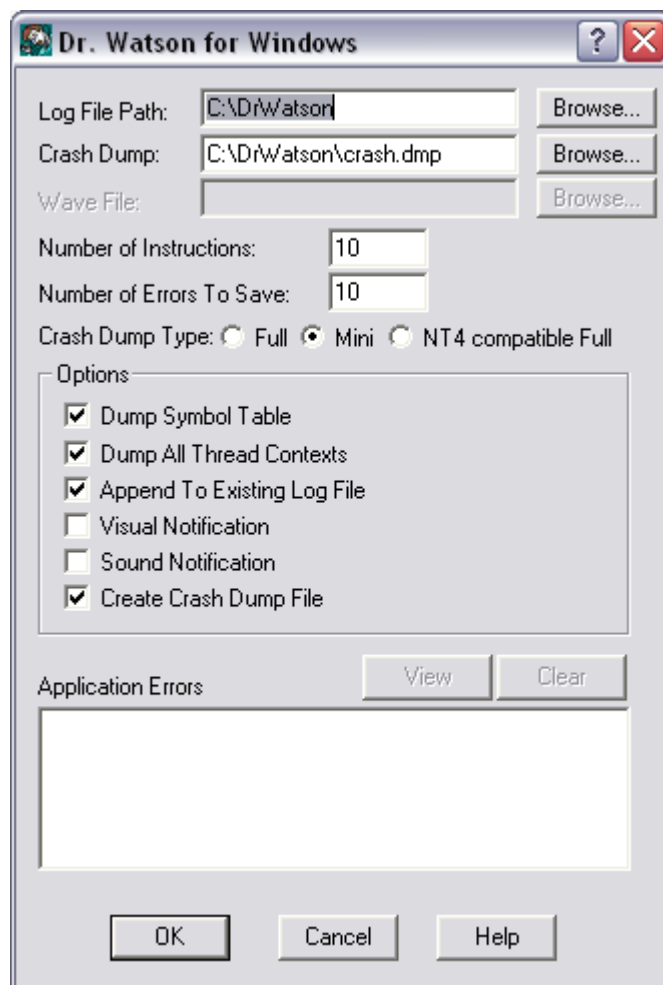 Dr. Watson for Windows
Log File Path: C:\DrWatson Browse...
Crash Dump: C:\DrWatson\crash.dmp Browse...
Wave File: Browse...
Number of Instructions: 10
Number of Errors To Save: 10
Crash Dump Type: Full Mini NT4 compatible Full
Options
Dump Symbol Table
Dump All Thread Contexts
Append To Existing Log File
Visual Notification
Sound Notification
Create Crash Dump File
Application Errors View Clear
OK Cancel Help